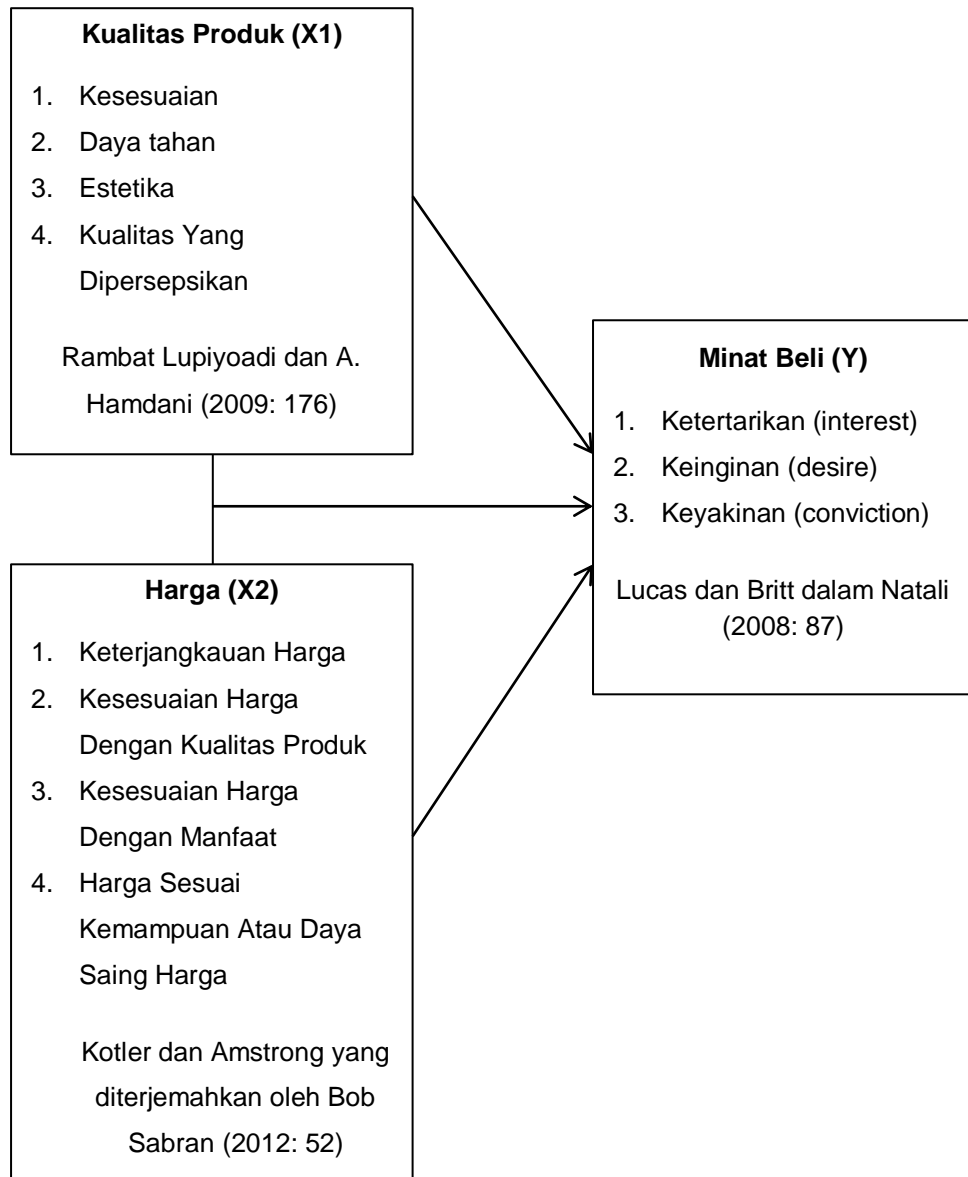 Kualitas Produk (X1)
1. Kesesuaian
2. Daya tahan
3. Estetika
4. Kualitas Yang
Dipersepsikan
Rambat Lupiyoadi dan A.
Hamdani (2009: 176)
Harga (X2)
1. Keterjangkauan Harga
2. Kesesuaian Harga
Dengan Kualitas Produk
3. Kesesuaian Harga
Dengan Manfaat
4. Harga Sesuai
Kemampuan Atau Daya
Saing Harga
Kotler dan Amstrong yang
diterjemahkan oleh Bob
Sabran (2012: 52)
Minat Beli (Y)
1. Ketertarikan (interest)
2. Keinginan (desire)
3. Keyakinan (conviction)
Lucas dan Britt dalam Natali
(2008: 87)